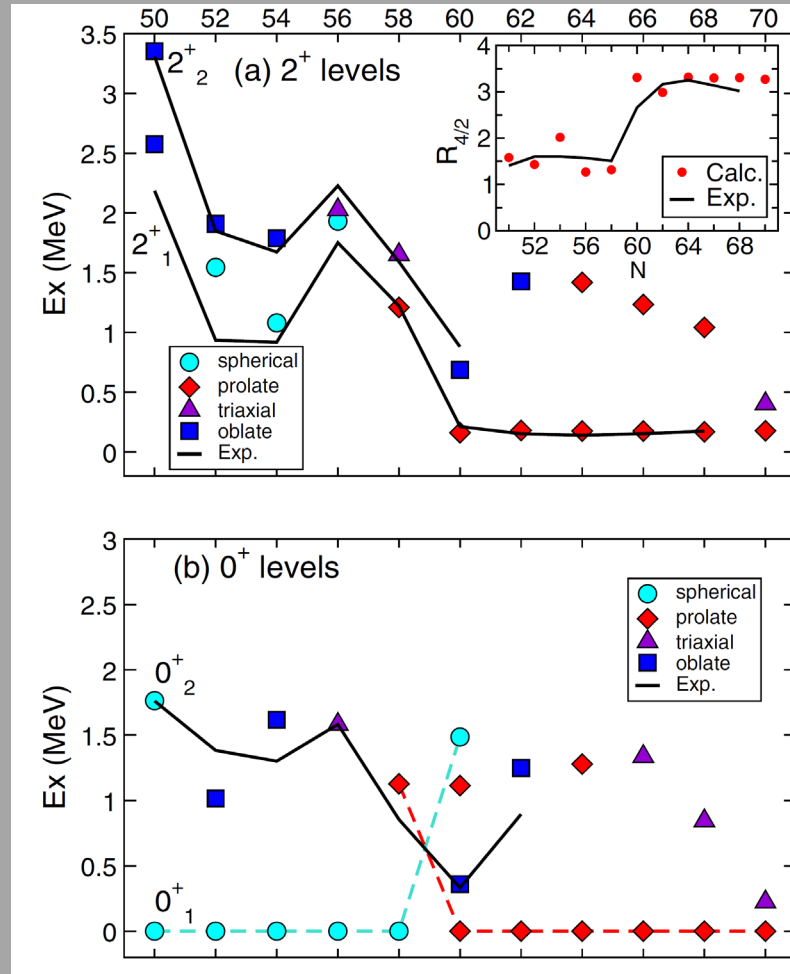 50 52 54 56 58 60 62 64 66 68 70
3.5
3
2.5
2
1.5
1
0.5
0
Ex (MeV)
2⁺₂
(a) 2⁺ levels
2⁺₁
spherical
prolate
triaxial
oblate
Exp.
4
3
2
1
0
R₄/₂
Calc.
Exp.
52 56 60 64 68
N
3
2.5
2
1.5
1
0.5
0
Ex (MeV)
(b) 0⁺ levels
0⁺₂
0⁺₁
spherical
prolate
triaxial
oblate
Exp.